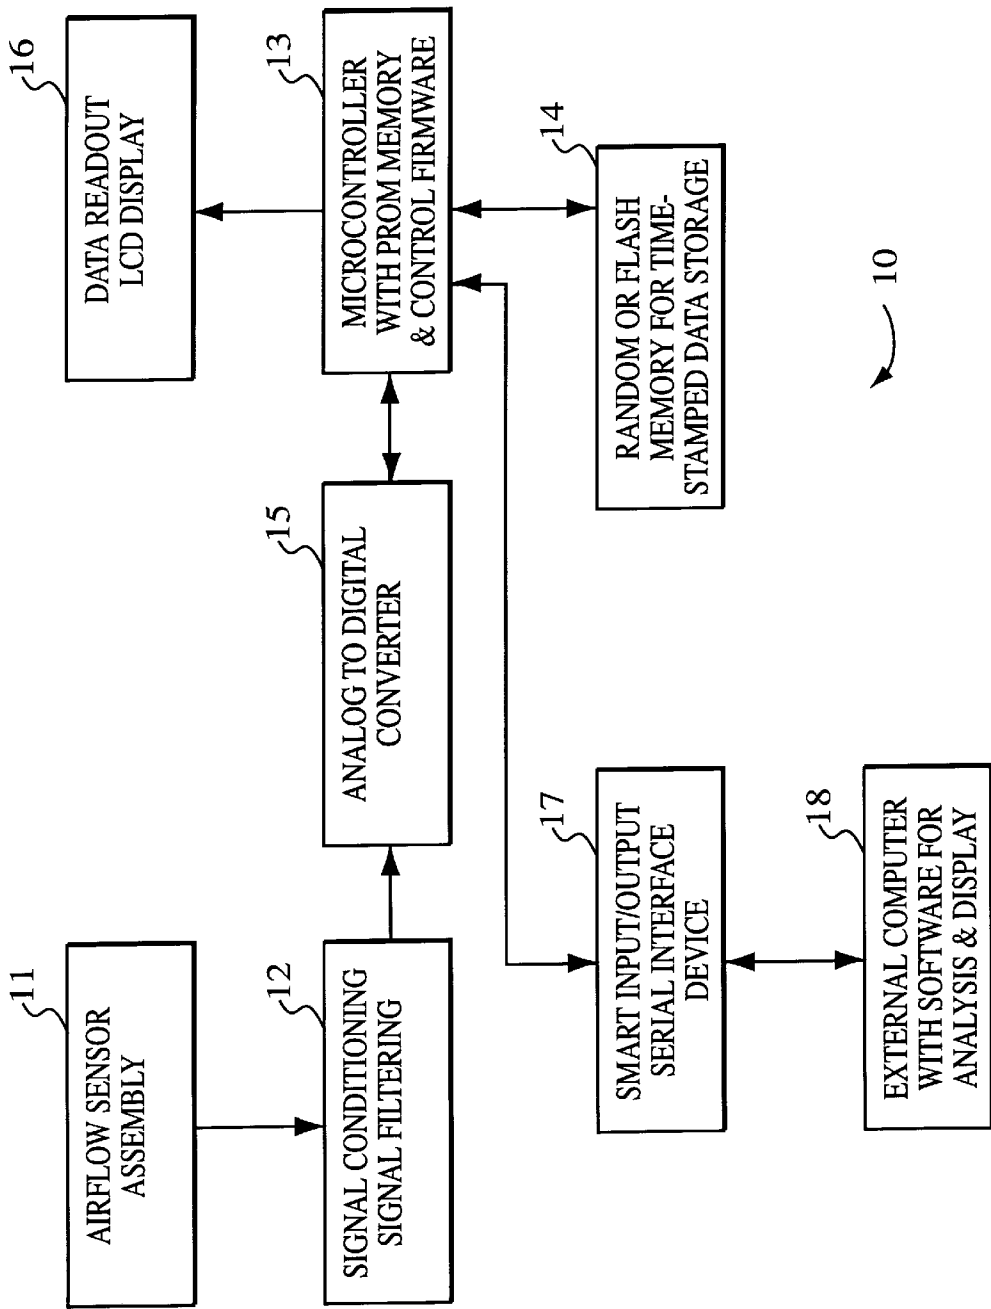 11
AIRFLOW SENSOR
ASSEMBLY
12
SIGNAL CONDITIONING
SIGNAL FILTERING
15
ANALOG TO DIGITAL
CONVERTER
16
DATA READOUT
LCD DISPLAY
13
MICROCONTROLLER
WITH PROM MEMORY
& CONTROL FIRMWARE
14
RANDOM OR FLASH
MEMORY FOR TIME-
STAMPED DATA STORAGE
17
SMART INPUT/OUTPUT
SERIAL INTERFACE
DEVICE
18
EXTERNAL COMPUTER
WITH SOFTWARE FOR
ANALYSIS & DISPLAY
10